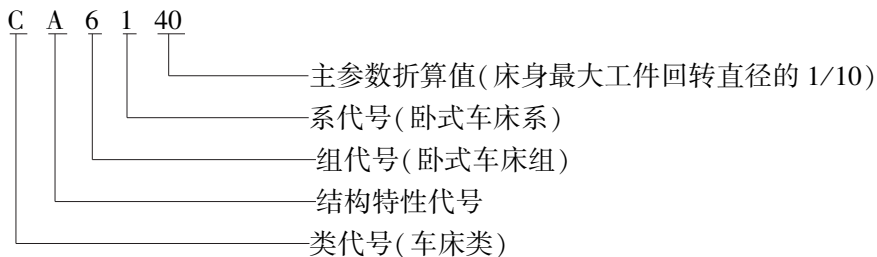 C A 6 1 40
主参数折算值(床身最大工件回转直径的 1/10)
系代号(卧式车床系)
组代号(卧式车床组)
结构特性代号
类代号(车床类)